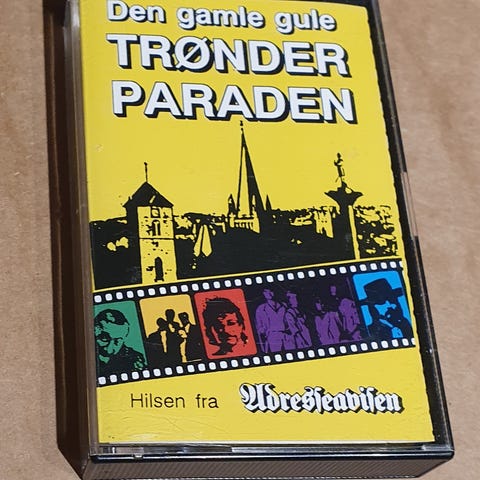 Den gamle gule
TRØNDER
PARADEN
Hilsen fra Adresseavisen